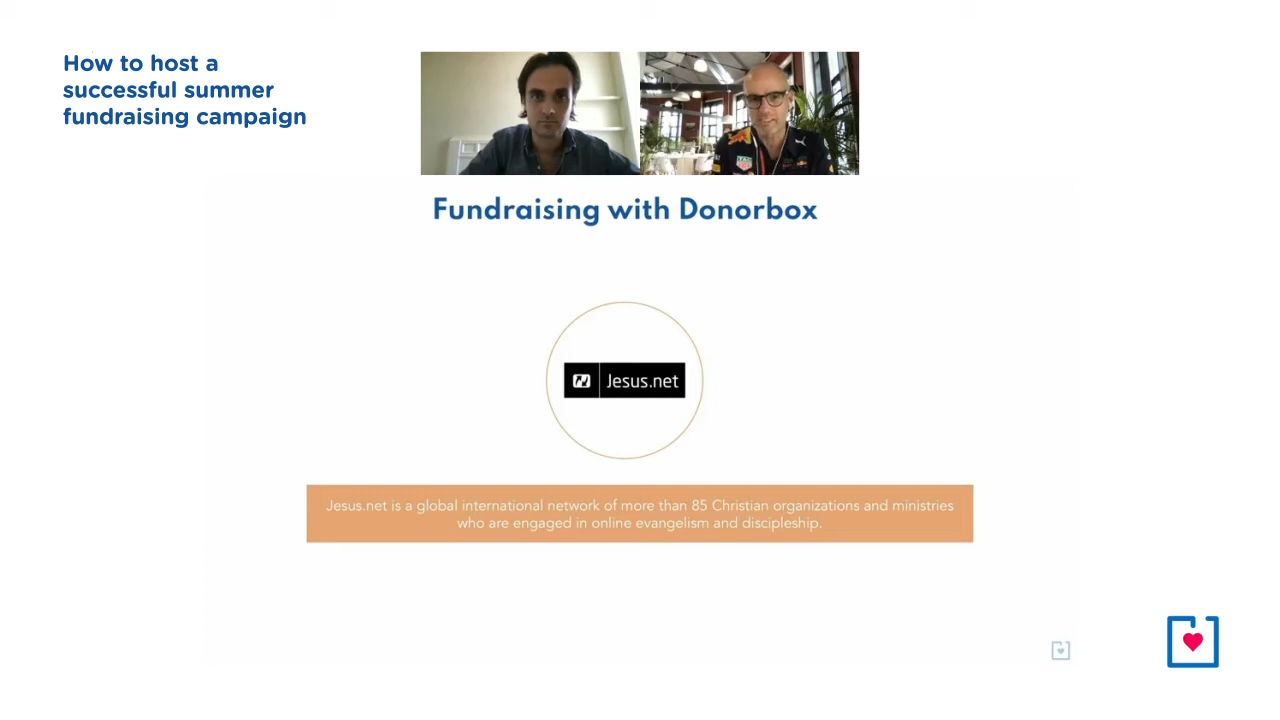 How to host a
successful summer
fundraising campaign
Fundraising with Donorbox
Jesus.net
Jesus.net is a global international network of more than 85 Christian organizations and ministries
who are engaged in online evangelism and discipleship.